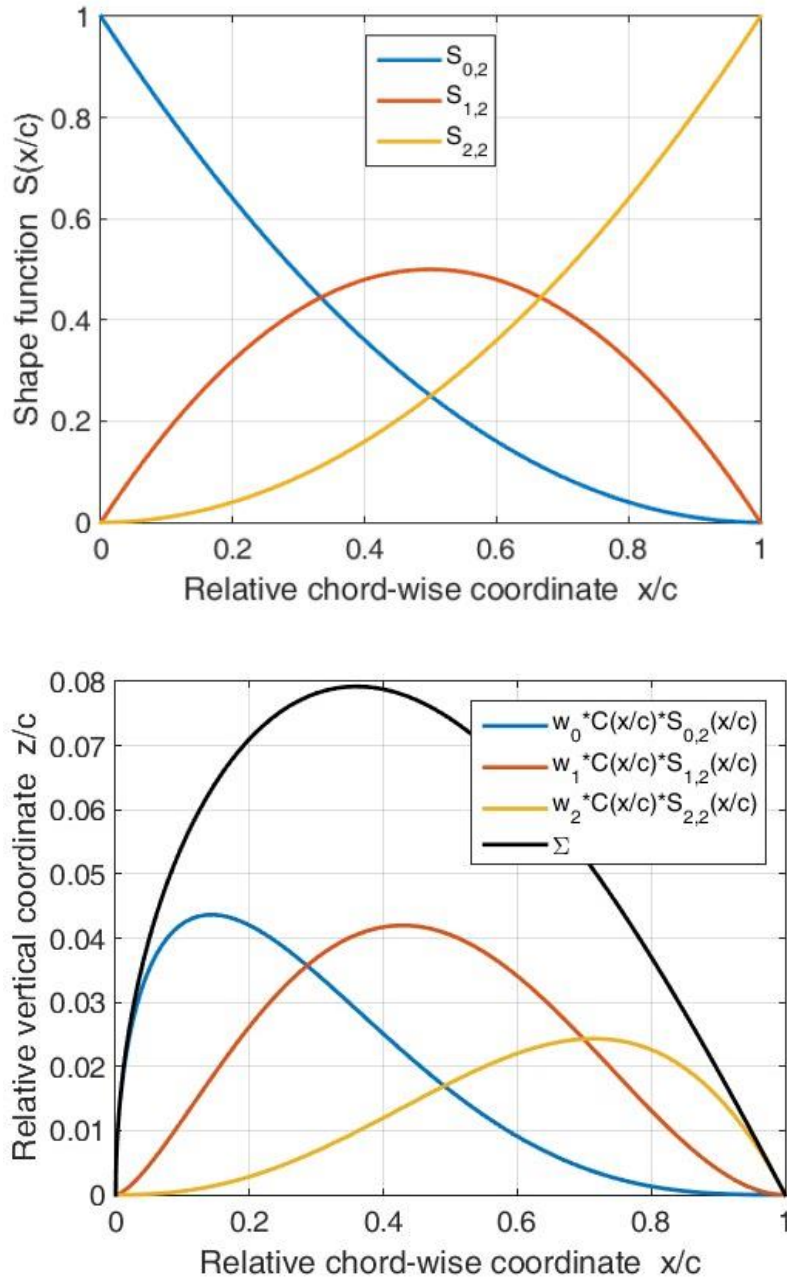 1
0.8
0.6
0.4
0.2
0
Shape function S(x/c)
S0,2
S1,2
S2,2
0 0.2 0.4 0.6 0.8 1
Relative chord-wise coordinate x/c
0.08
0.07
0.06
0.05
0.04
0.03
0.02
0.01
0
Relative vertical coordinate z/c
w0*C(x/c)*S0,2(x/c)
w1*C(x/c)*S1,2(x/c)
w2*C(x/c)*S2,2(x/c)
Σ
0 0.2 0.4 0.6 0.8 1
Relative chord-wise coordinate x/c